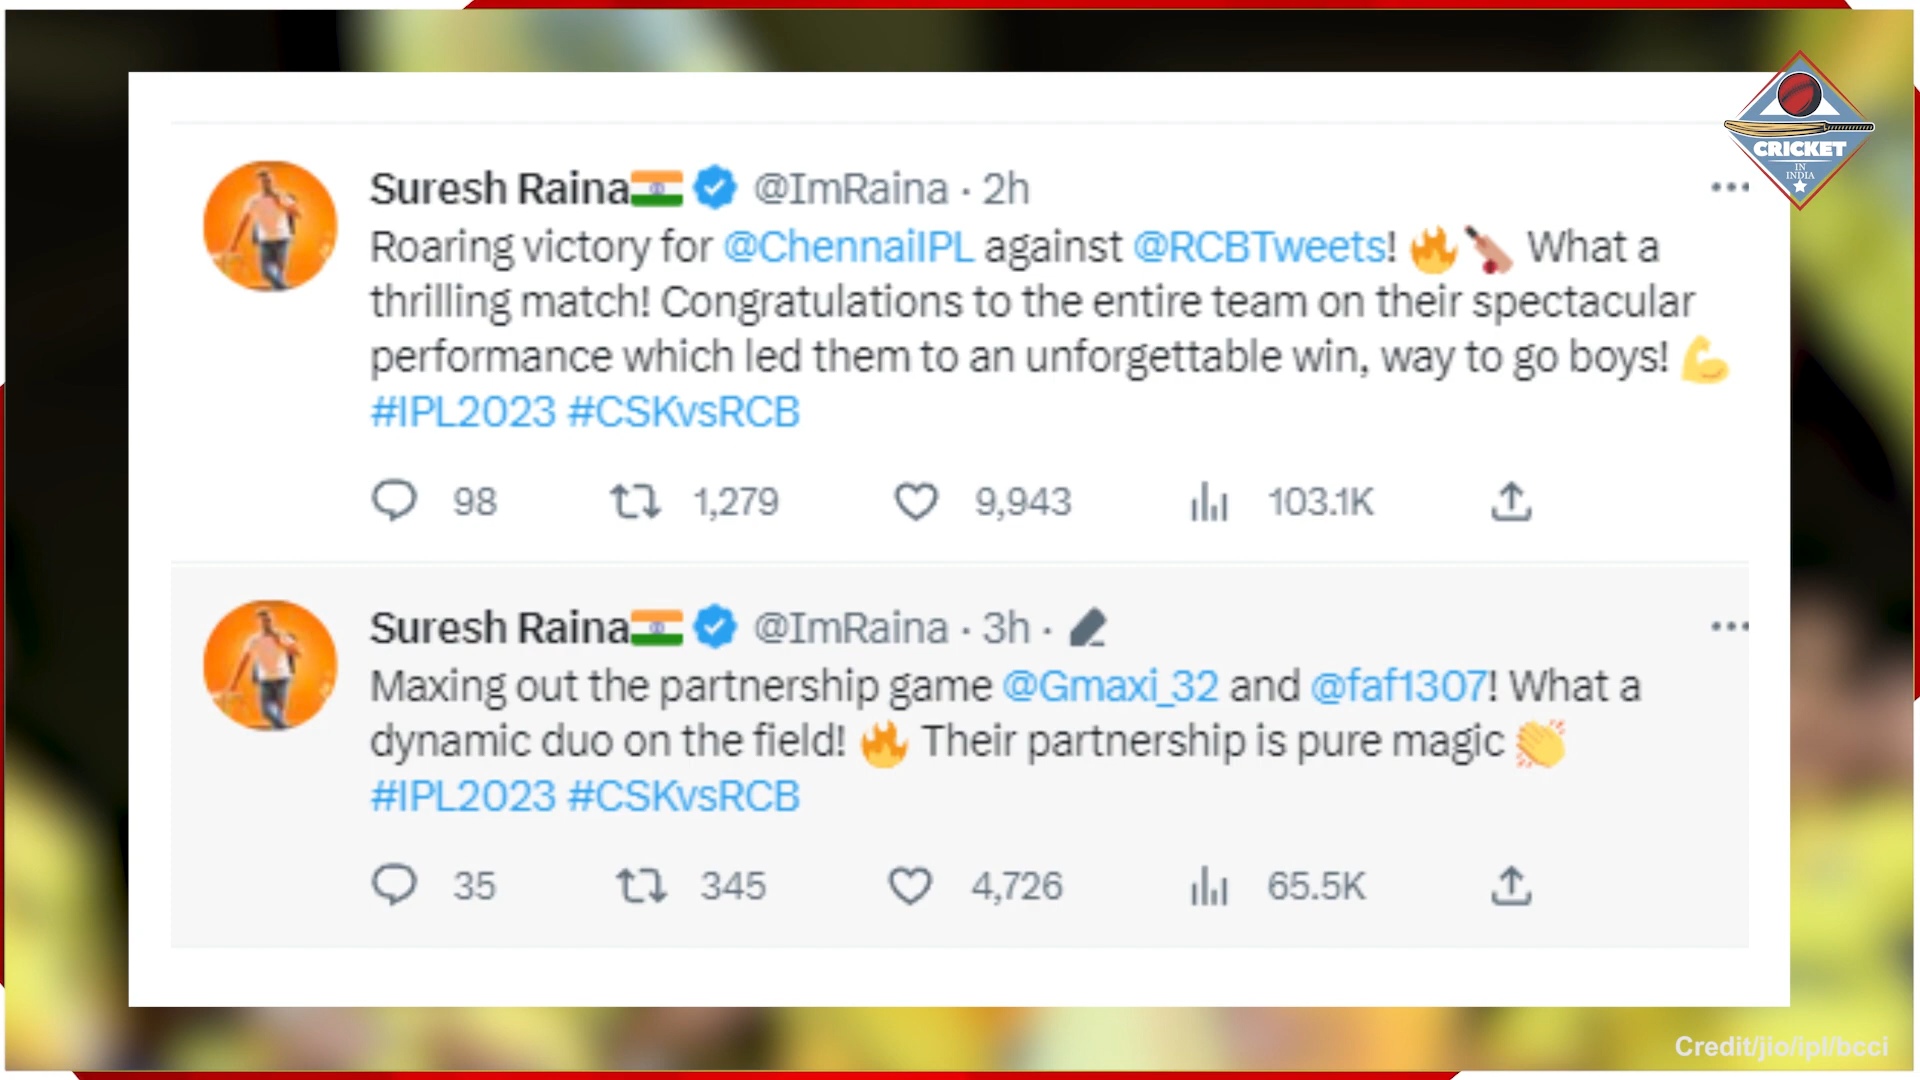 CRICKET
IN
INDIA
Suresh Raina🇮🇳 @ImRaina · 2h
Roaring victory for @ChennaiIPL against @RCBTweets! 🔥🏏 What a
thrilling match! Congratulations to the entire team on their spectacular
performance which led them to an unforgettable win, way to go boys! 💪
#IPL2023 #CSKvsRCB
98 1,279 9,943 103.1K
Suresh Raina🇮🇳 @ImRaina · 3h ·
Maxing out the partnership game @Gmaxi_32 and @faf1307! What a
dynamic duo on the field! 🔥 Their partnership is pure magic 👏
#IPL2023 #CSKvsRCB
35 345 4,726 65.5K
Credit/jio/ipl/bcci